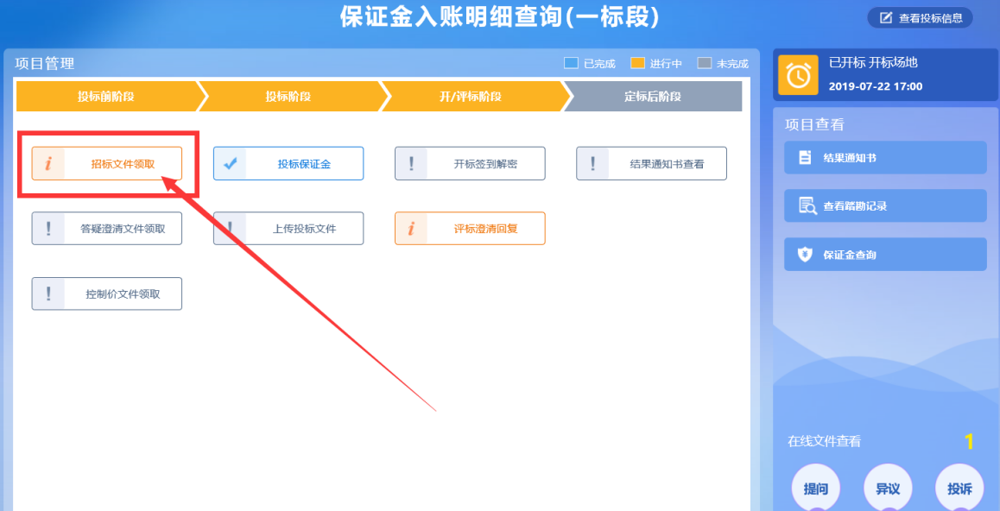 保证金入账明细查询(一标段)
查看投标信息
项目管理
已完成 进行中 未完成
投标前阶段 投标阶段 开/评标阶段 定标后阶段
招标文件领取 投标保证金 开标签到解密 结果通知书查看
答疑澄清文件领取 上传投标文件 评标澄清回复
控制价文件领取
已开标 开标场地
2019-07-22 17:00
项目查看
结果通知书
查看踏勘记录
保证金查询
在线文件查看 1
提问 异议 投诉